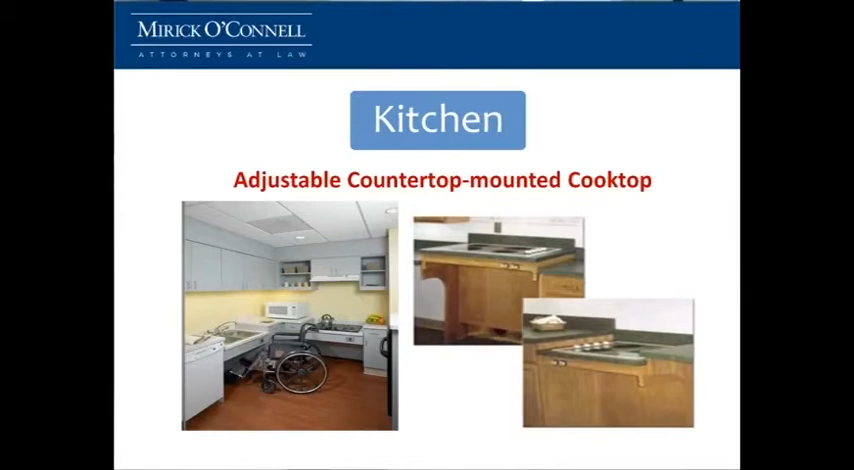 MIRICK O'CONNELL
ATTORNEYS AT LAW
Kitchen
Adjustable Countertop-mounted Cooktop